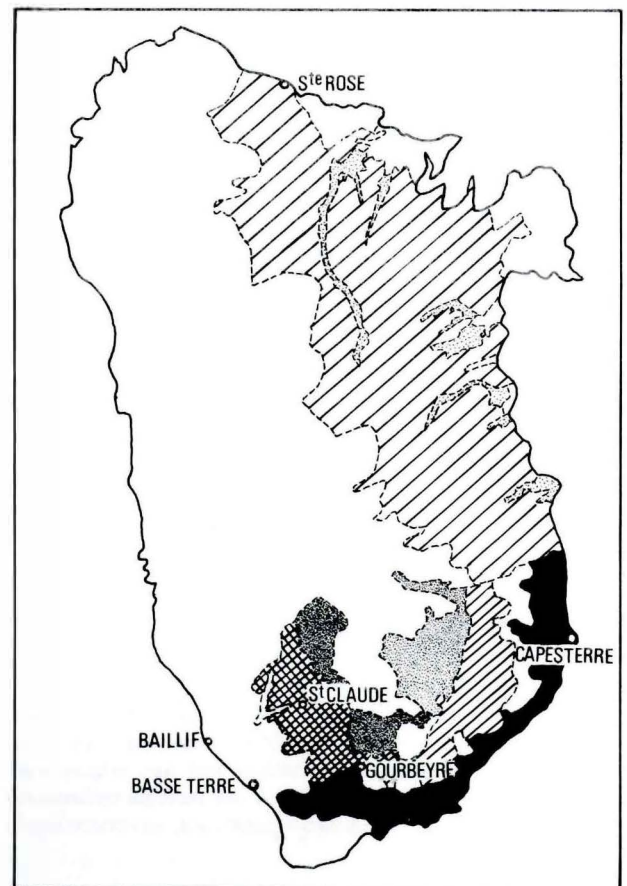 Ste ROSE
CAPESTERRE
St CLAUDE
BAILLIF
GOURBEYRE
BASSE TERRE